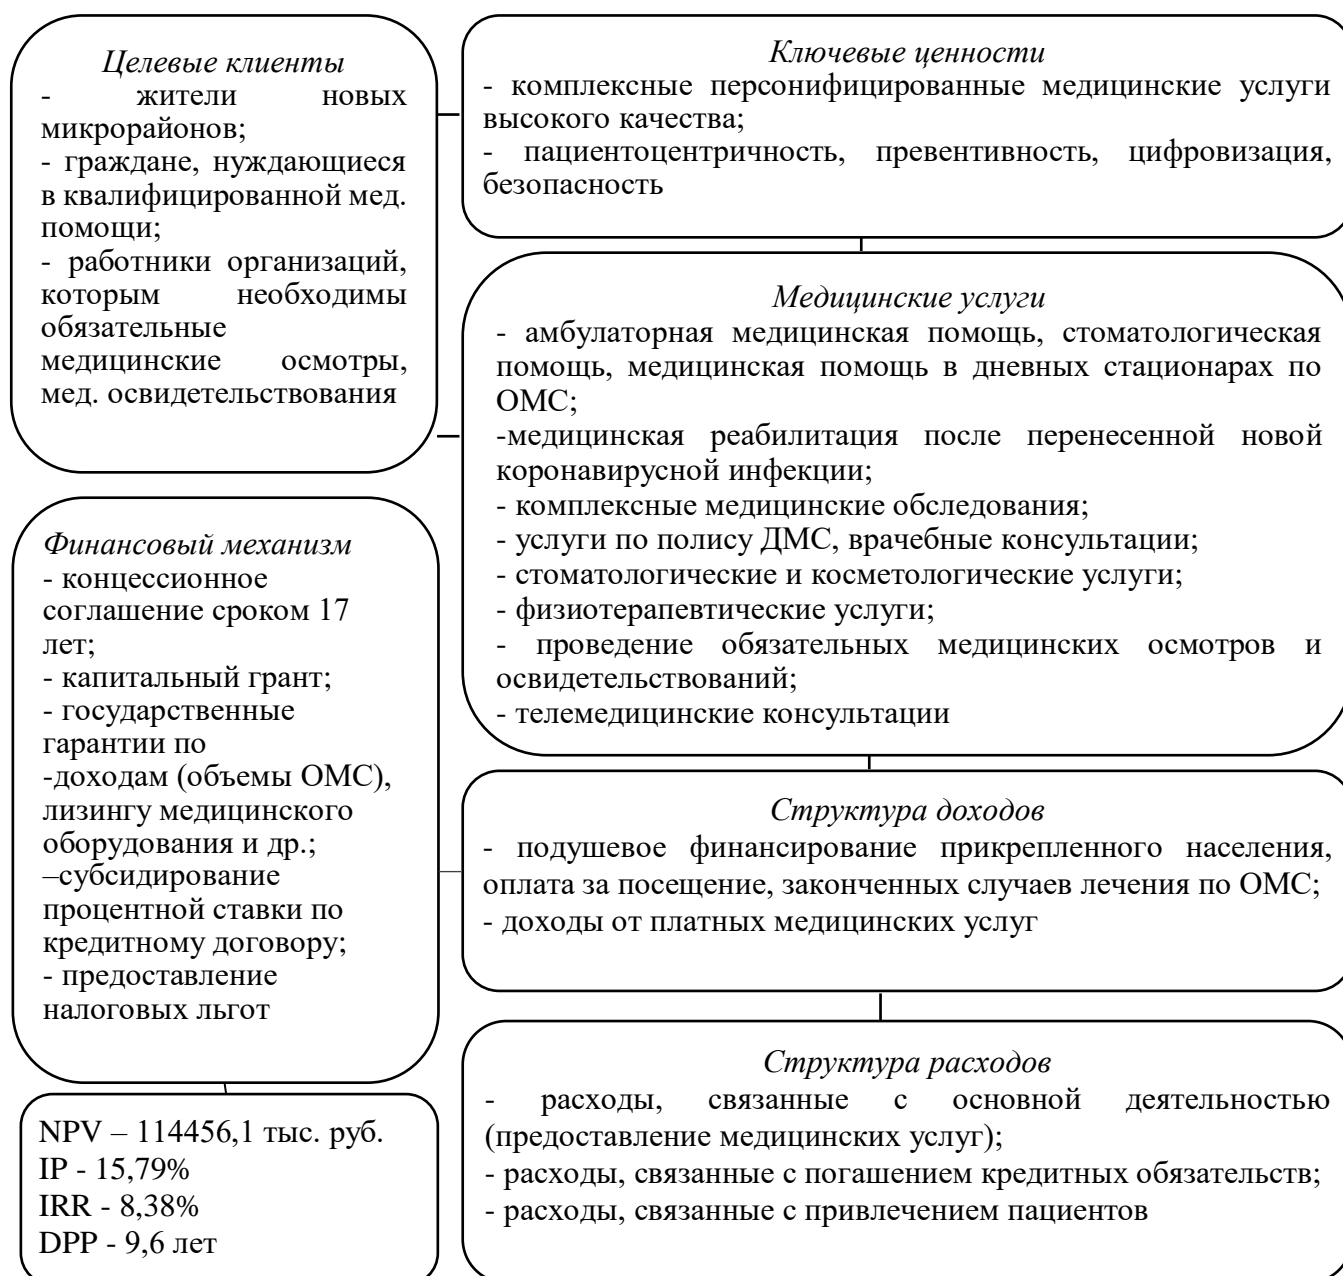 Целевые клиенты
- жители новых
микрорайонов;
- граждане, нуждающиеся
в квалифицированной мед.
помощи;
- работники организаций,
которым необходимы
обязательные
медицинские осмотры,
мед. освидетельствования
Ключевые ценности
- комплексные персонифицированные медицинские услуги
высокого качества;
- пациентоцентричность, превентивность, цифровизация,
безопасность
Медицинские услуги
- амбулаторная медицинская помощь, стоматологическая
помощь, медицинская помощь в дневных стационарах по
ОМС;
-медицинская реабилитация после перенесенной новой
коронавирусной инфекции;
- комплексные медицинские обследования;
- услуги по полису ДМС, врачебные консультации;
- стоматологические и косметологические услуги;
- физиотерапевтические услуги;
- проведение обязательных медицинских осмотров и
освидетельствований;
- телемедицинские консультации
Финансовый механизм
- концессионное
соглашение сроком 17
лет;
- капитальный грант;
- государственные
гарантии по
-доходам (объемы ОМС),
лизингу медицинского
оборудования и др.;
–субсидирование
процентной ставки по
кредитному договору;
- предоставление
налоговых льгот
Структура доходов
- подушевое финансирование прикрепленного населения,
оплата за посещение, законченных случаев лечения по ОМС;
- доходы от платных медицинских услуг
Структура расходов
- расходы, связанные с основной деятельностью
(предоставление медицинских услуг);
- расходы, связанные с погашением кредитных обязательств;
- расходы, связанные с привлечением пациентов
NPV – 114456,1 тыс. руб.
IP - 15,79%
IRR - 8,38%
DPP - 9,6 лет